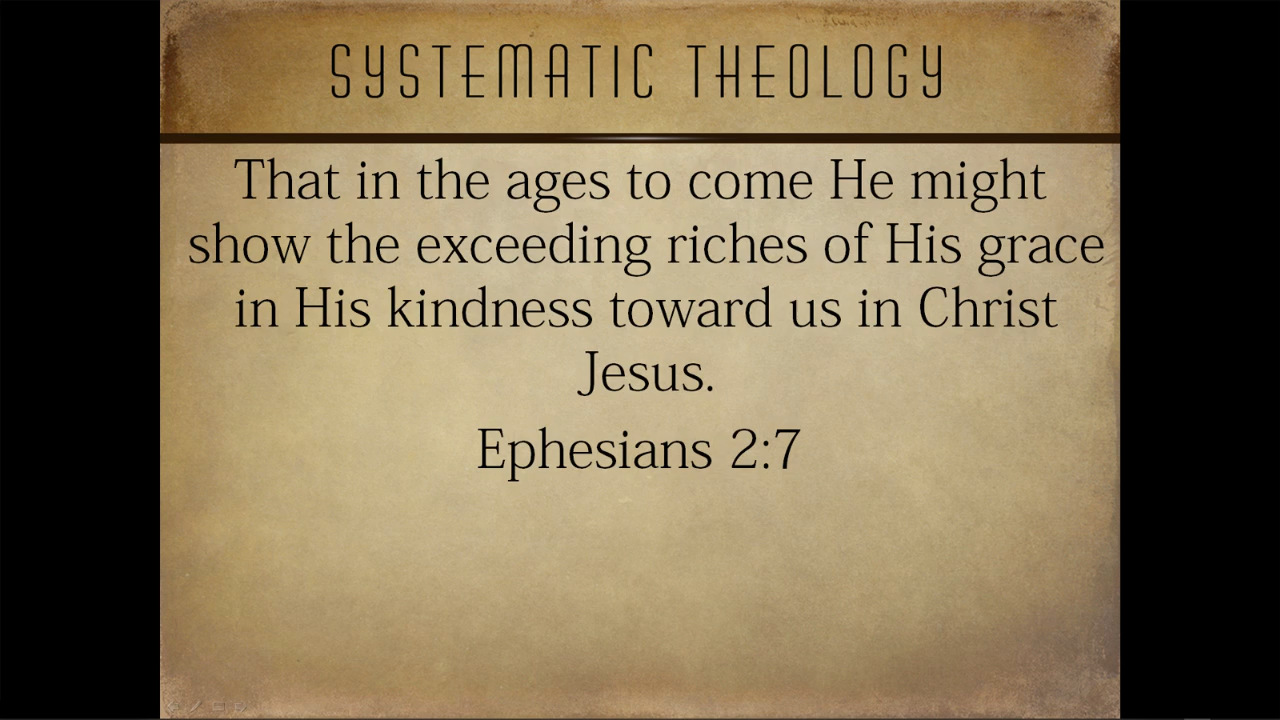 SYSTEMATIC THEOLOGY
That in the ages to come He might
show the exceeding riches of His grace
in His kindness toward us in Christ
Jesus.
Ephesians 2:7